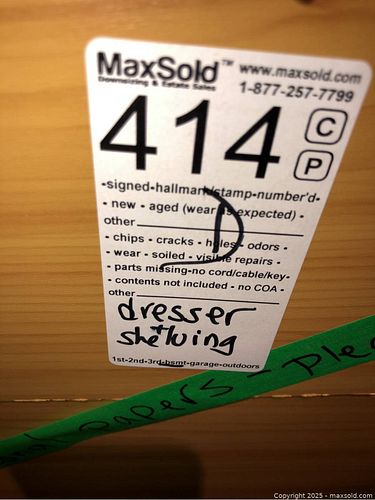 MaxSold™ www.maxsold.com
Downsizing & Estate Sales 1-877-257-7799
414 C
P
-signed-hallmark/stamp-number'd-
- new - aged (wear is expected) -
other
D
- chips - cracks - holes - odors -
- wear - soiled - visible repairs -
- parts missing-no cord/cable/key-
- contents not included - no COA -
other
dresser
+
shelving
1st-2nd-3rd-bsmt-garage-outdoors
papers - plea
Copyright © 2025 - maxsold.com